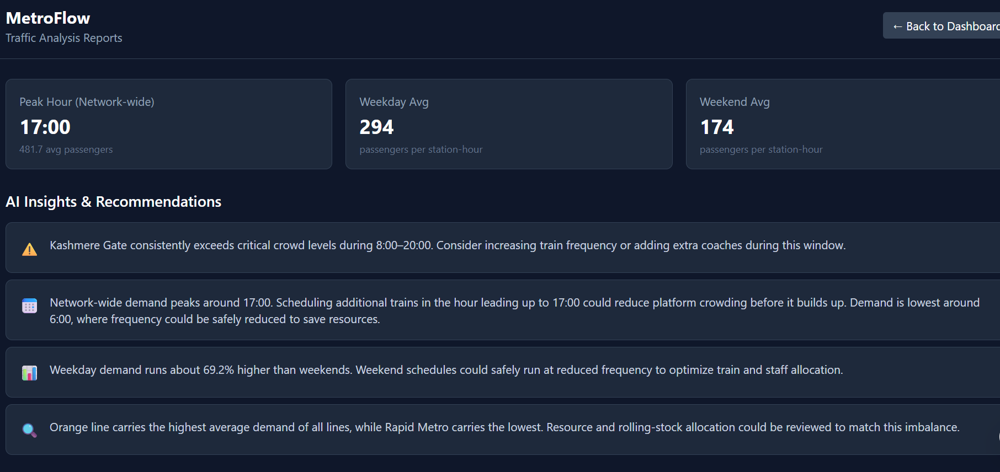 MetroFlow
Traffic Analysis Reports
← Back to Dashboard
Peak Hour (Network-wide)
17:00
481.7 avg passengers
Weekday Avg
294
passengers per station-hour
Weekend Avg
174
passengers per station-hour
AI Insights & Recommendations
Kashmere Gate consistently exceeds critical crowd levels during 8:00–20:00. Consider increasing train frequency or adding extra coaches during this window.
Network-wide demand peaks around 17:00. Scheduling additional trains in the hour leading up to 17:00 could reduce platform crowding before it builds up. Demand is lowest around
6:00, where frequency could be safely reduced to save resources.
Weekday demand runs about 69.2% higher than weekends. Weekend schedules could safely run at reduced frequency to optimize train and staff allocation.
Orange line carries the highest average demand of all lines, while Rapid Metro carries the lowest. Resource and rolling-stock allocation could be reviewed to match this imbalance.